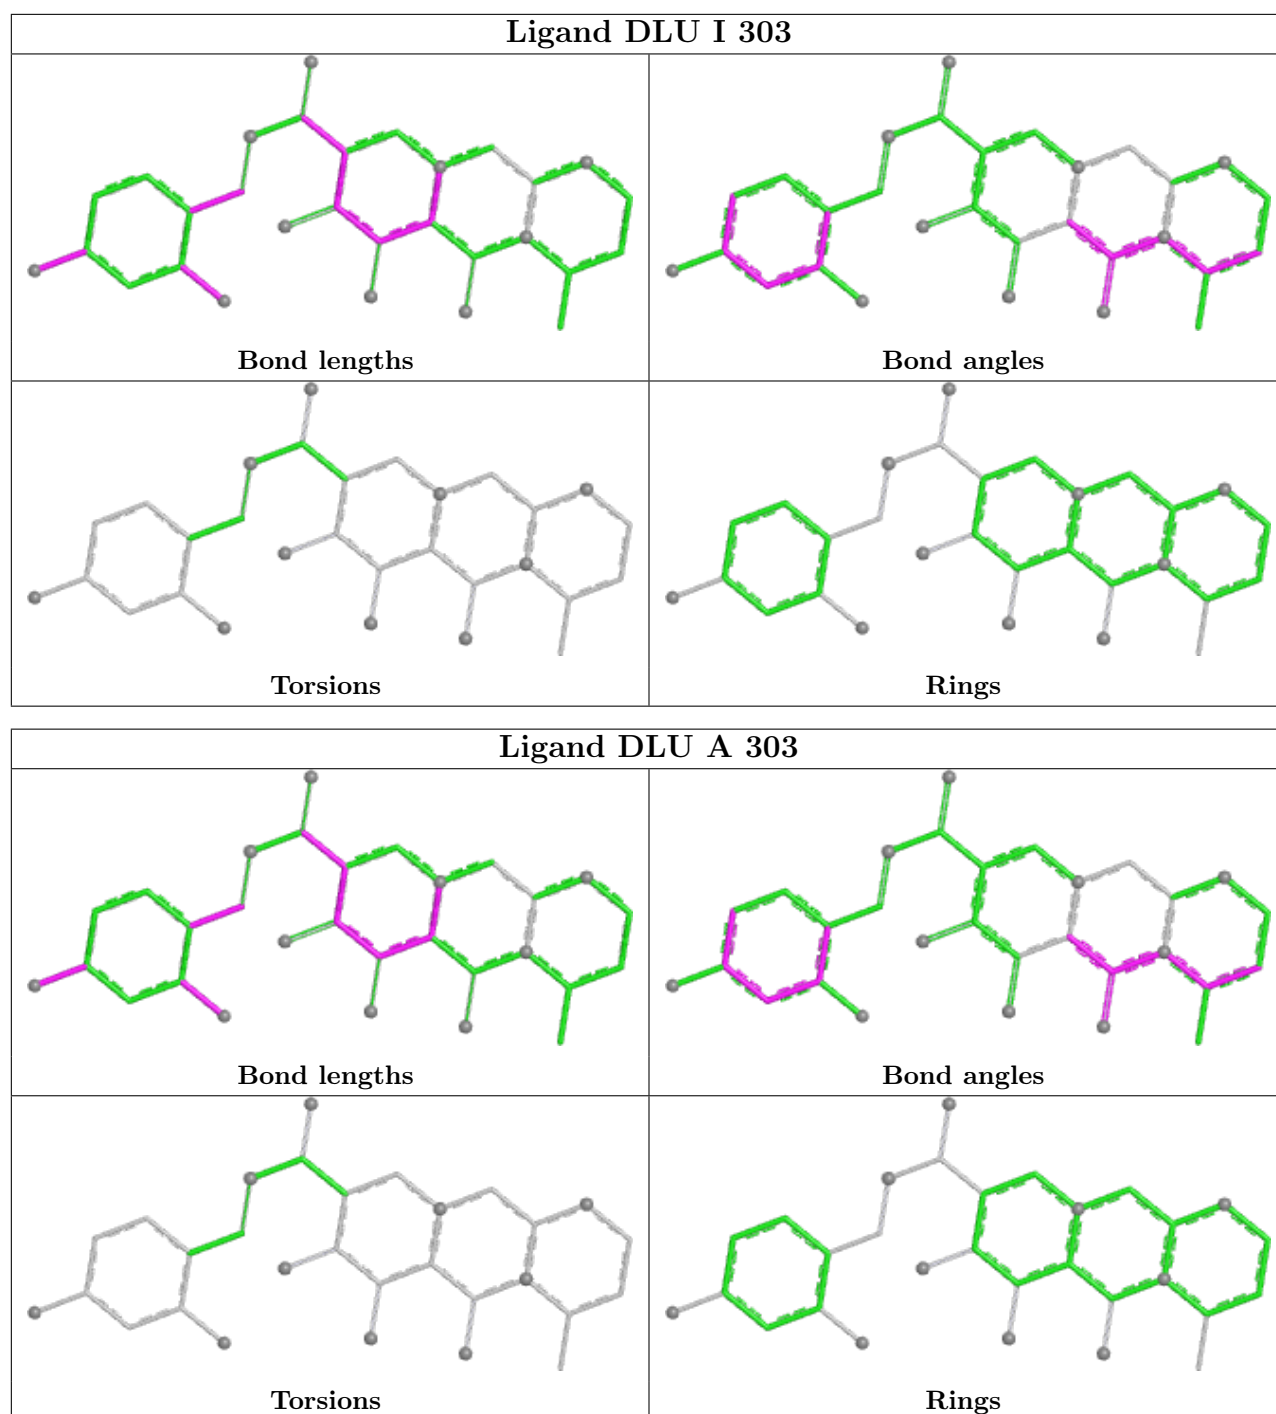 Ligand DLU I 303
Bond lengths
Bond angles
Torsions
Rings
Ligand DLU A 303
Bond lengths
Bond angles
Torsions
Rings